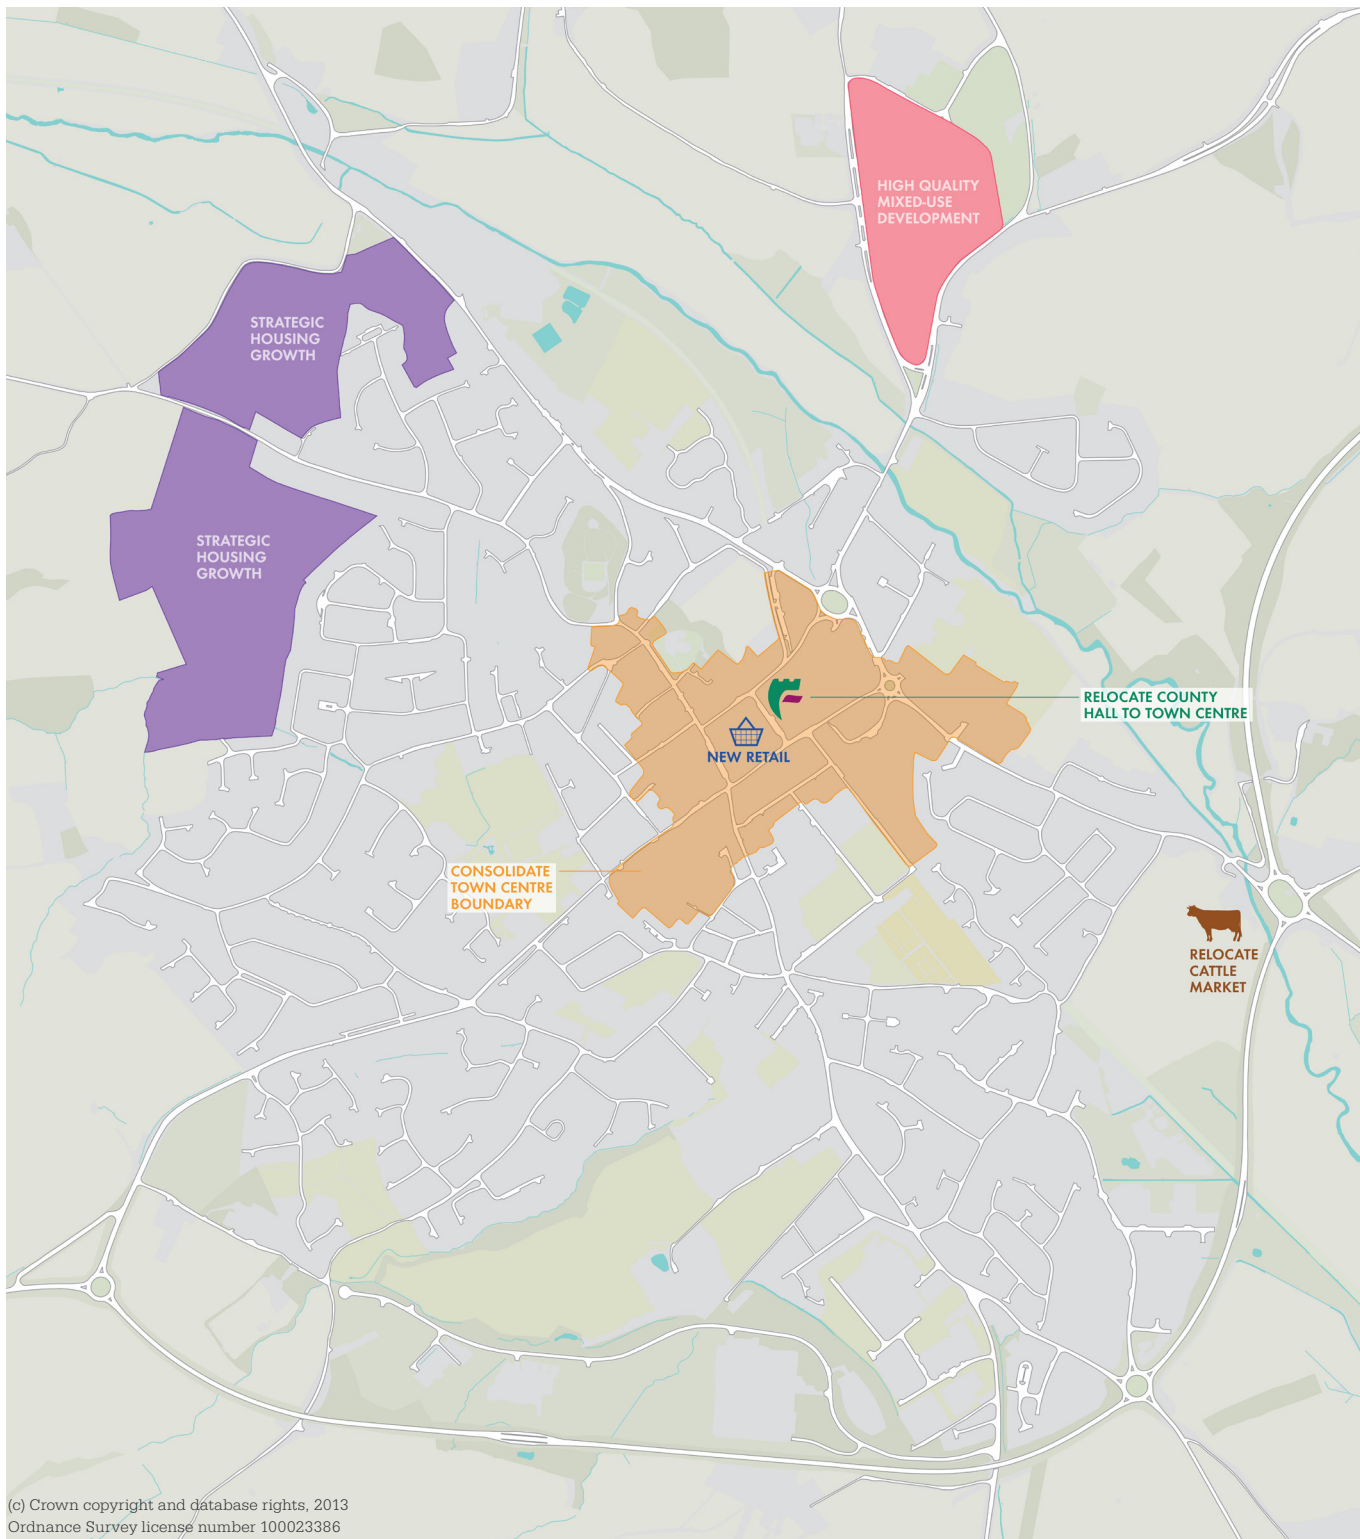 HIGH QUALITY
MIXED-USE
DEVELOPMENT
STRATEGIC
HOUSING
GROWTH
STRATEGIC
HOUSING
GROWTH
RELOCATE COUNTY
HALL TO TOWN CENTRE
NEW RETAIL
CONSOLIDATE
TOWN CENTRE
BOUNDARY
RELOCATE
CATTLE
MARKET
(c) Crown copyright and database rights, 2013
Ordnance Survey license number 100023386